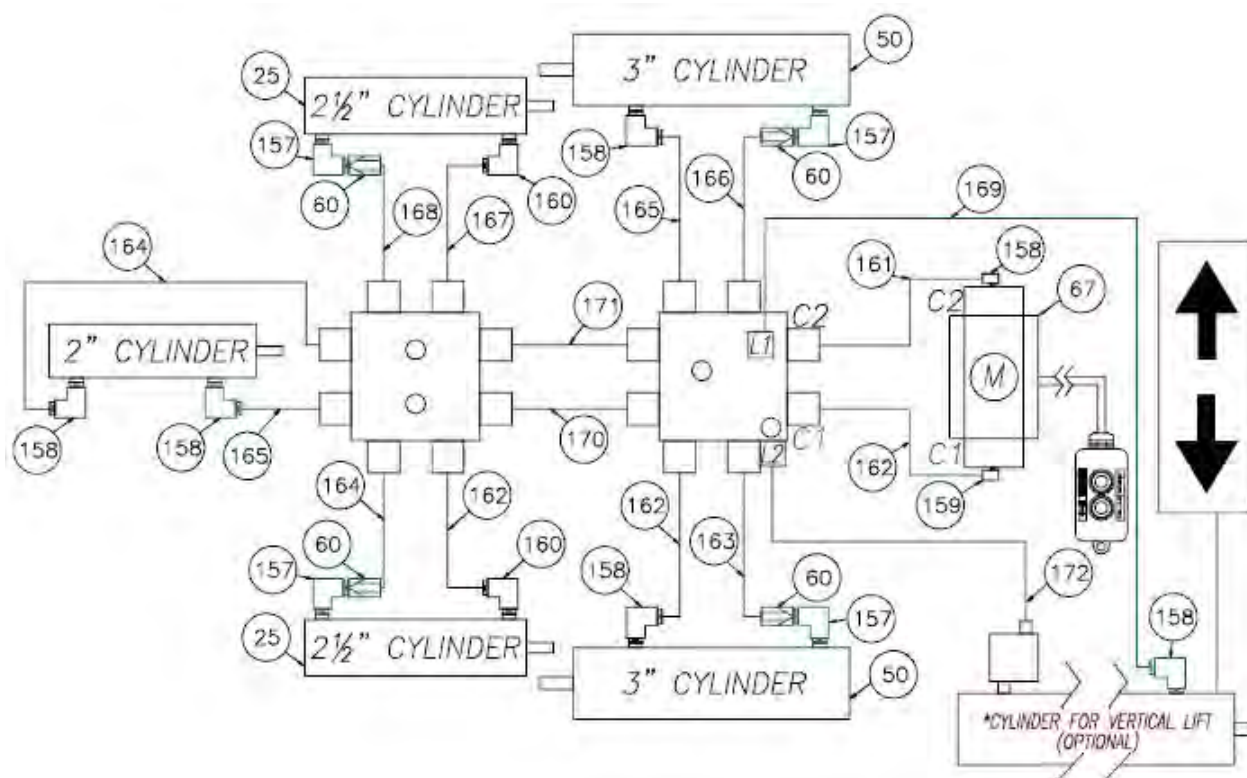 50
3" CYLINDER
25
2½" CYLINDER
157
158
157
60
160
60
166
169
168
167
165
164
161
158
67
C2
171
C2
2" CYLINDER
L1
M
158
158
165
170
C1
L2
C1
162
159
164
162
162
163
60
160
60
172
157
158
157
158
25
2½" CYLINDER
3" CYLINDER
50
*CYLINDER FOR VERTICAL LIFT
(OPTIONAL)